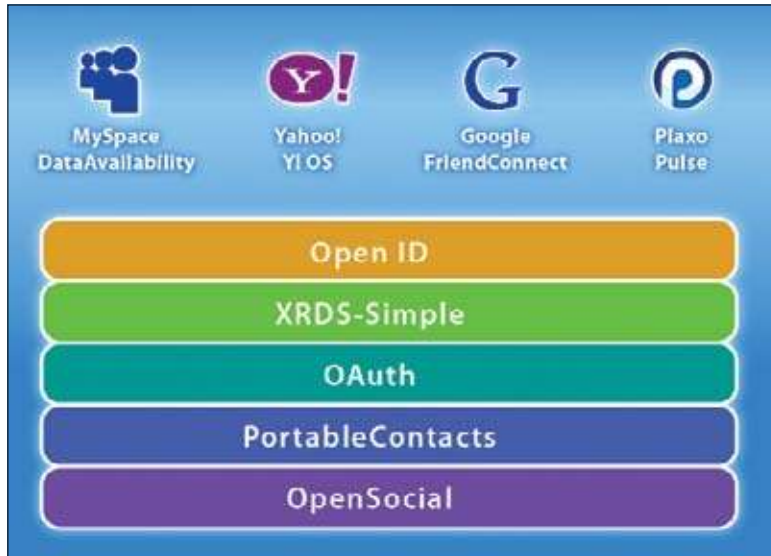 Y!
G
MySpace
DataAvailability
Yahoo!
Y! OS
Google
FriendConnect
Plaxo
Pulse
Open ID
XRDS-Simple
OAuth
PortableContacts
OpenSocial